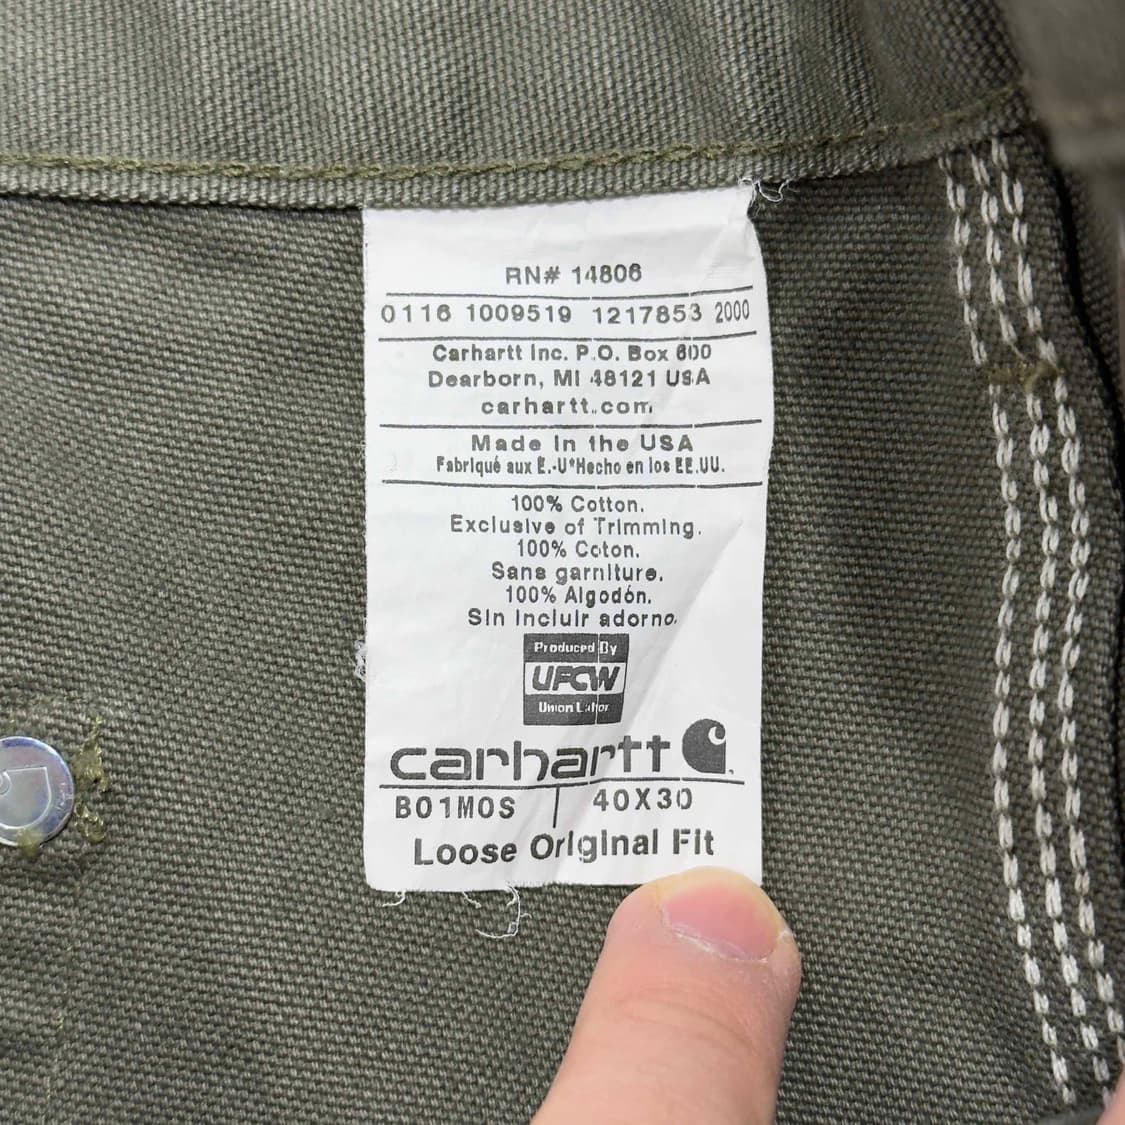 RN# 14806
0116 1009519 1217853 2000
Carhartt Inc. P.O. Box 600
Dearborn, MI 48121 USA
carhartt.com
Made In the USA
Fabriqué aux É.-U*Hecho en los EE.UU.
100% Cotton.
Exclusive of Trimming.
100% Coton.
Sans garniture.
100% Algodón.
Sin incluir adorno.
Produced By
UFCW
Union Labor
carhartt
B01MOS 40X30
Loose Original Fit